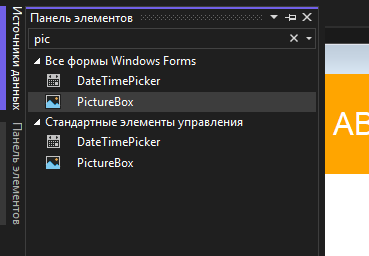 Источники данных
Панель элементов
Панель элементов
pic
Все формы Windows Forms
DateTimePicker
PictureBox
Стандартные элементы управления
DateTimePicker
PictureBox
AB